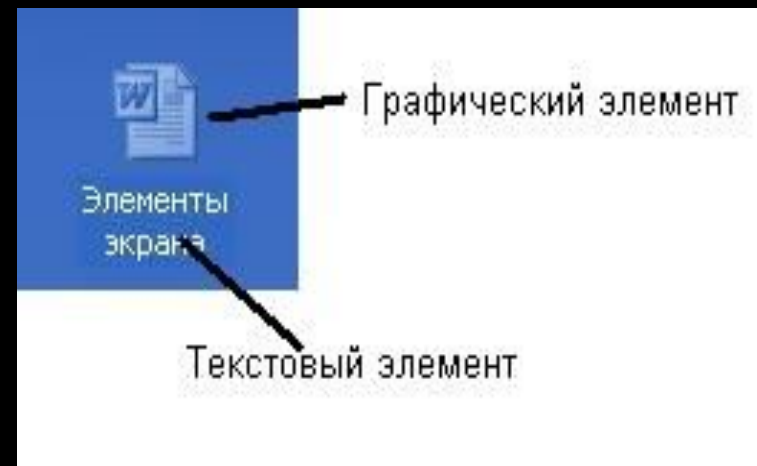 W
Графический элемент
Элементы
экрана
Текстовый элемент